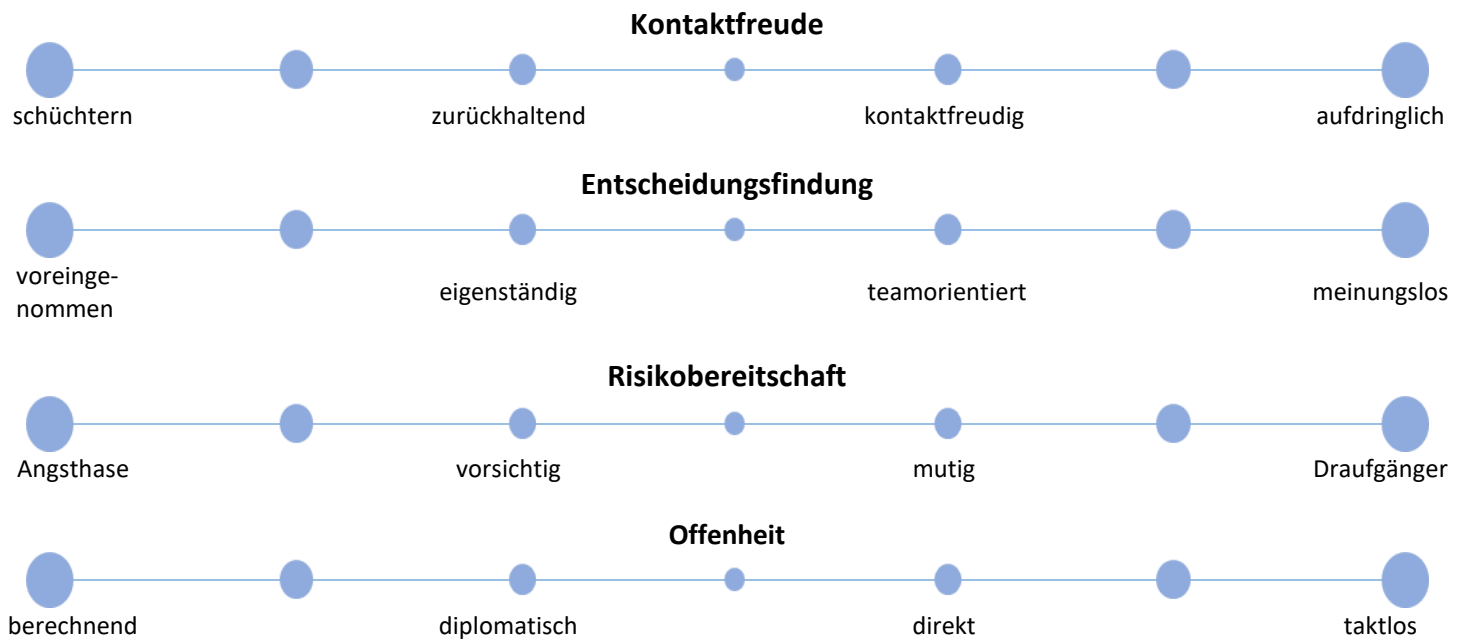 Kontaktfreude
schüchtern zurückhaltend kontaktfreudig aufdringlich
Entscheidungsfindung
voreinge-
nommen eigenständig teamorientiert meinungslos
Risikobereitschaft
Angsthase vorsichtig mutig Draufgänger
Offenheit
berechnend diplomatisch direkt taktlos